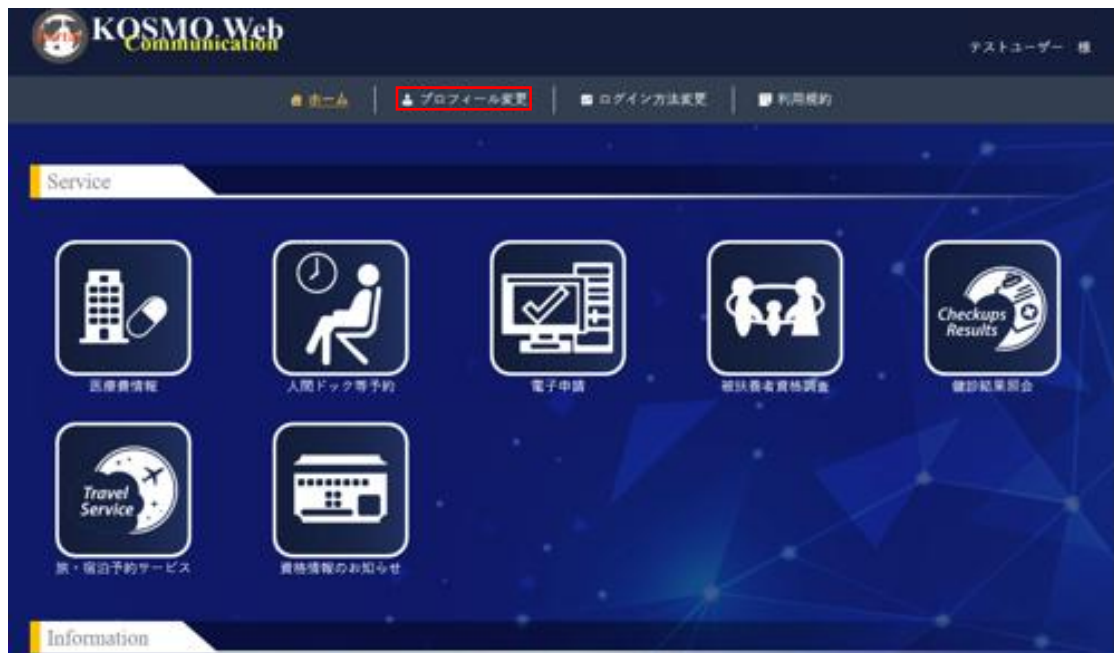 Portal
KOSMO Web
Communication
テストユーザー 様
ホーム
プロフィール変更
ログイン方法変更
利用規約
Service
Checkups
Results
医療費情報
人間ドック等予約
電子申請
被扶養者資格調査
健診結果照会
Travel
Service
旅・宿泊予約サービス
資格情報のお知らせ
Information